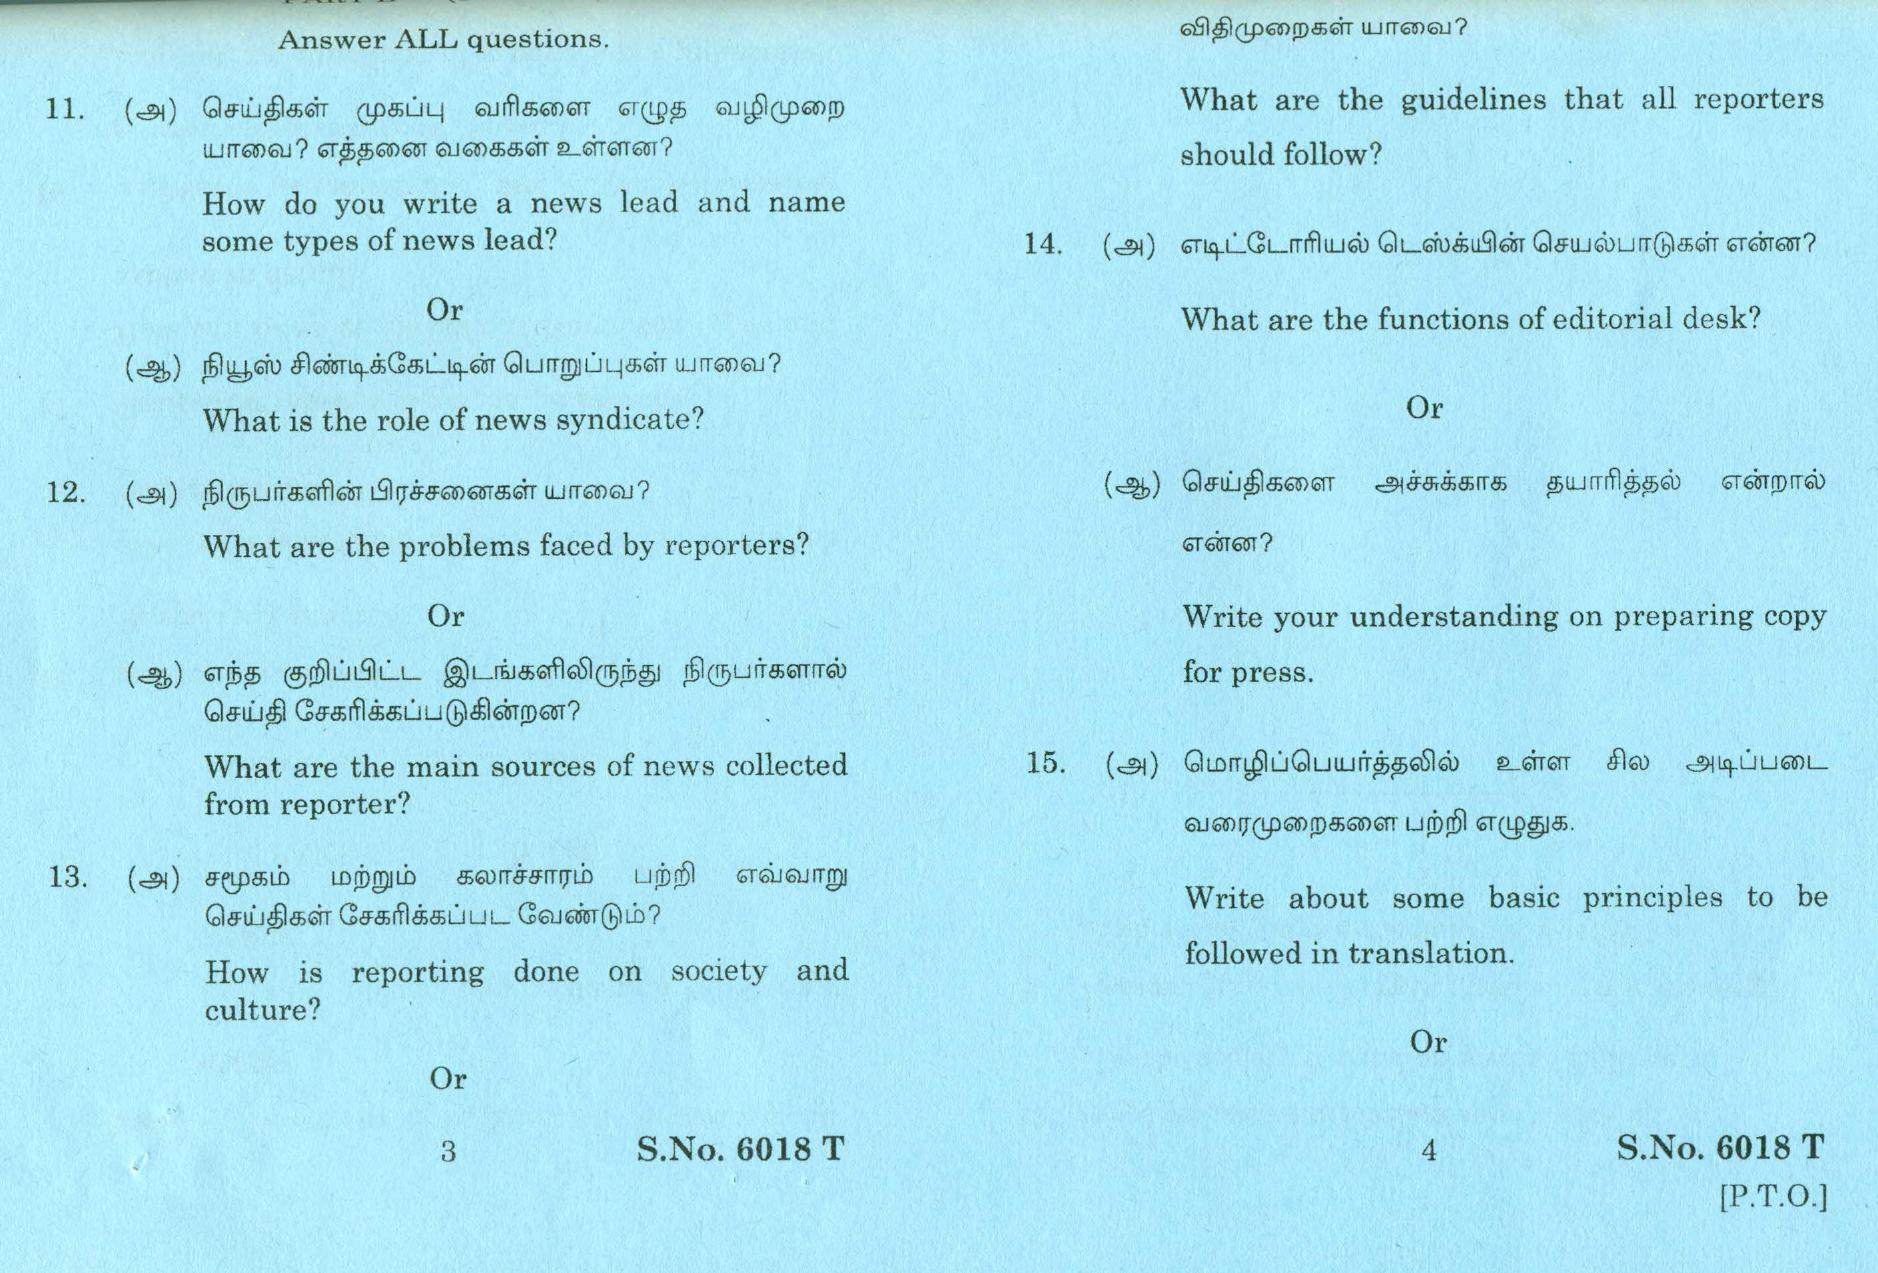 Answer ALL questions.
11. (அ) செய்திகள் முகப்பு வரிகளை எழுத வழிமுறை
யாவை? எத்தனை வகைகள் உள்ளன?
How do you write a news lead and name
some types of news lead?
Or
(ஆ) நியூஸ் சிண்டிக்கேட்டின் பொறுப்புகள் யாவை?
What is the role of news syndicate?
12. (அ) நிருபர்களின் பிரச்சனைகள் யாவை?
What are the problems faced by reporters?
Or
(ஆ) எந்த குறிப்பிட்ட இடங்களிலிருந்து நிருபர்களால்
செய்தி சேகரிக்கப்படுகின்றன?
What are the main sources of news collected
from reporter?
13. (அ) சமூகம் மற்றும் கலாச்சாரம் பற்றி எவ்வாறு
செய்திகள் சேகரிக்கப்பட வேண்டும்?
How is reporting done on society and
culture?
Or
3 S.No. 6018 T
விதிமுறைகள் யாவை?
What are the guidelines that all reporters
should follow?
14. (அ) எடிட்டோரியல் டெஸ்க்யின் செயல்பாடுகள் என்ன?
What are the functions of editorial desk?
Or
(ஆ) செய்திகளை அச்சுக்காக தயாரித்தல் என்றால்
என்ன?
Write your understanding on preparing copy
for press.
15. (அ) மொழிப்பெயர்த்தலில் உள்ள சில அடிப்படை
வரைமுறைகளை பற்றி எழுதுக.
Write about some basic principles to be
followed in translation.
Or
4 S.No. 6018 T
[P.T.O.]